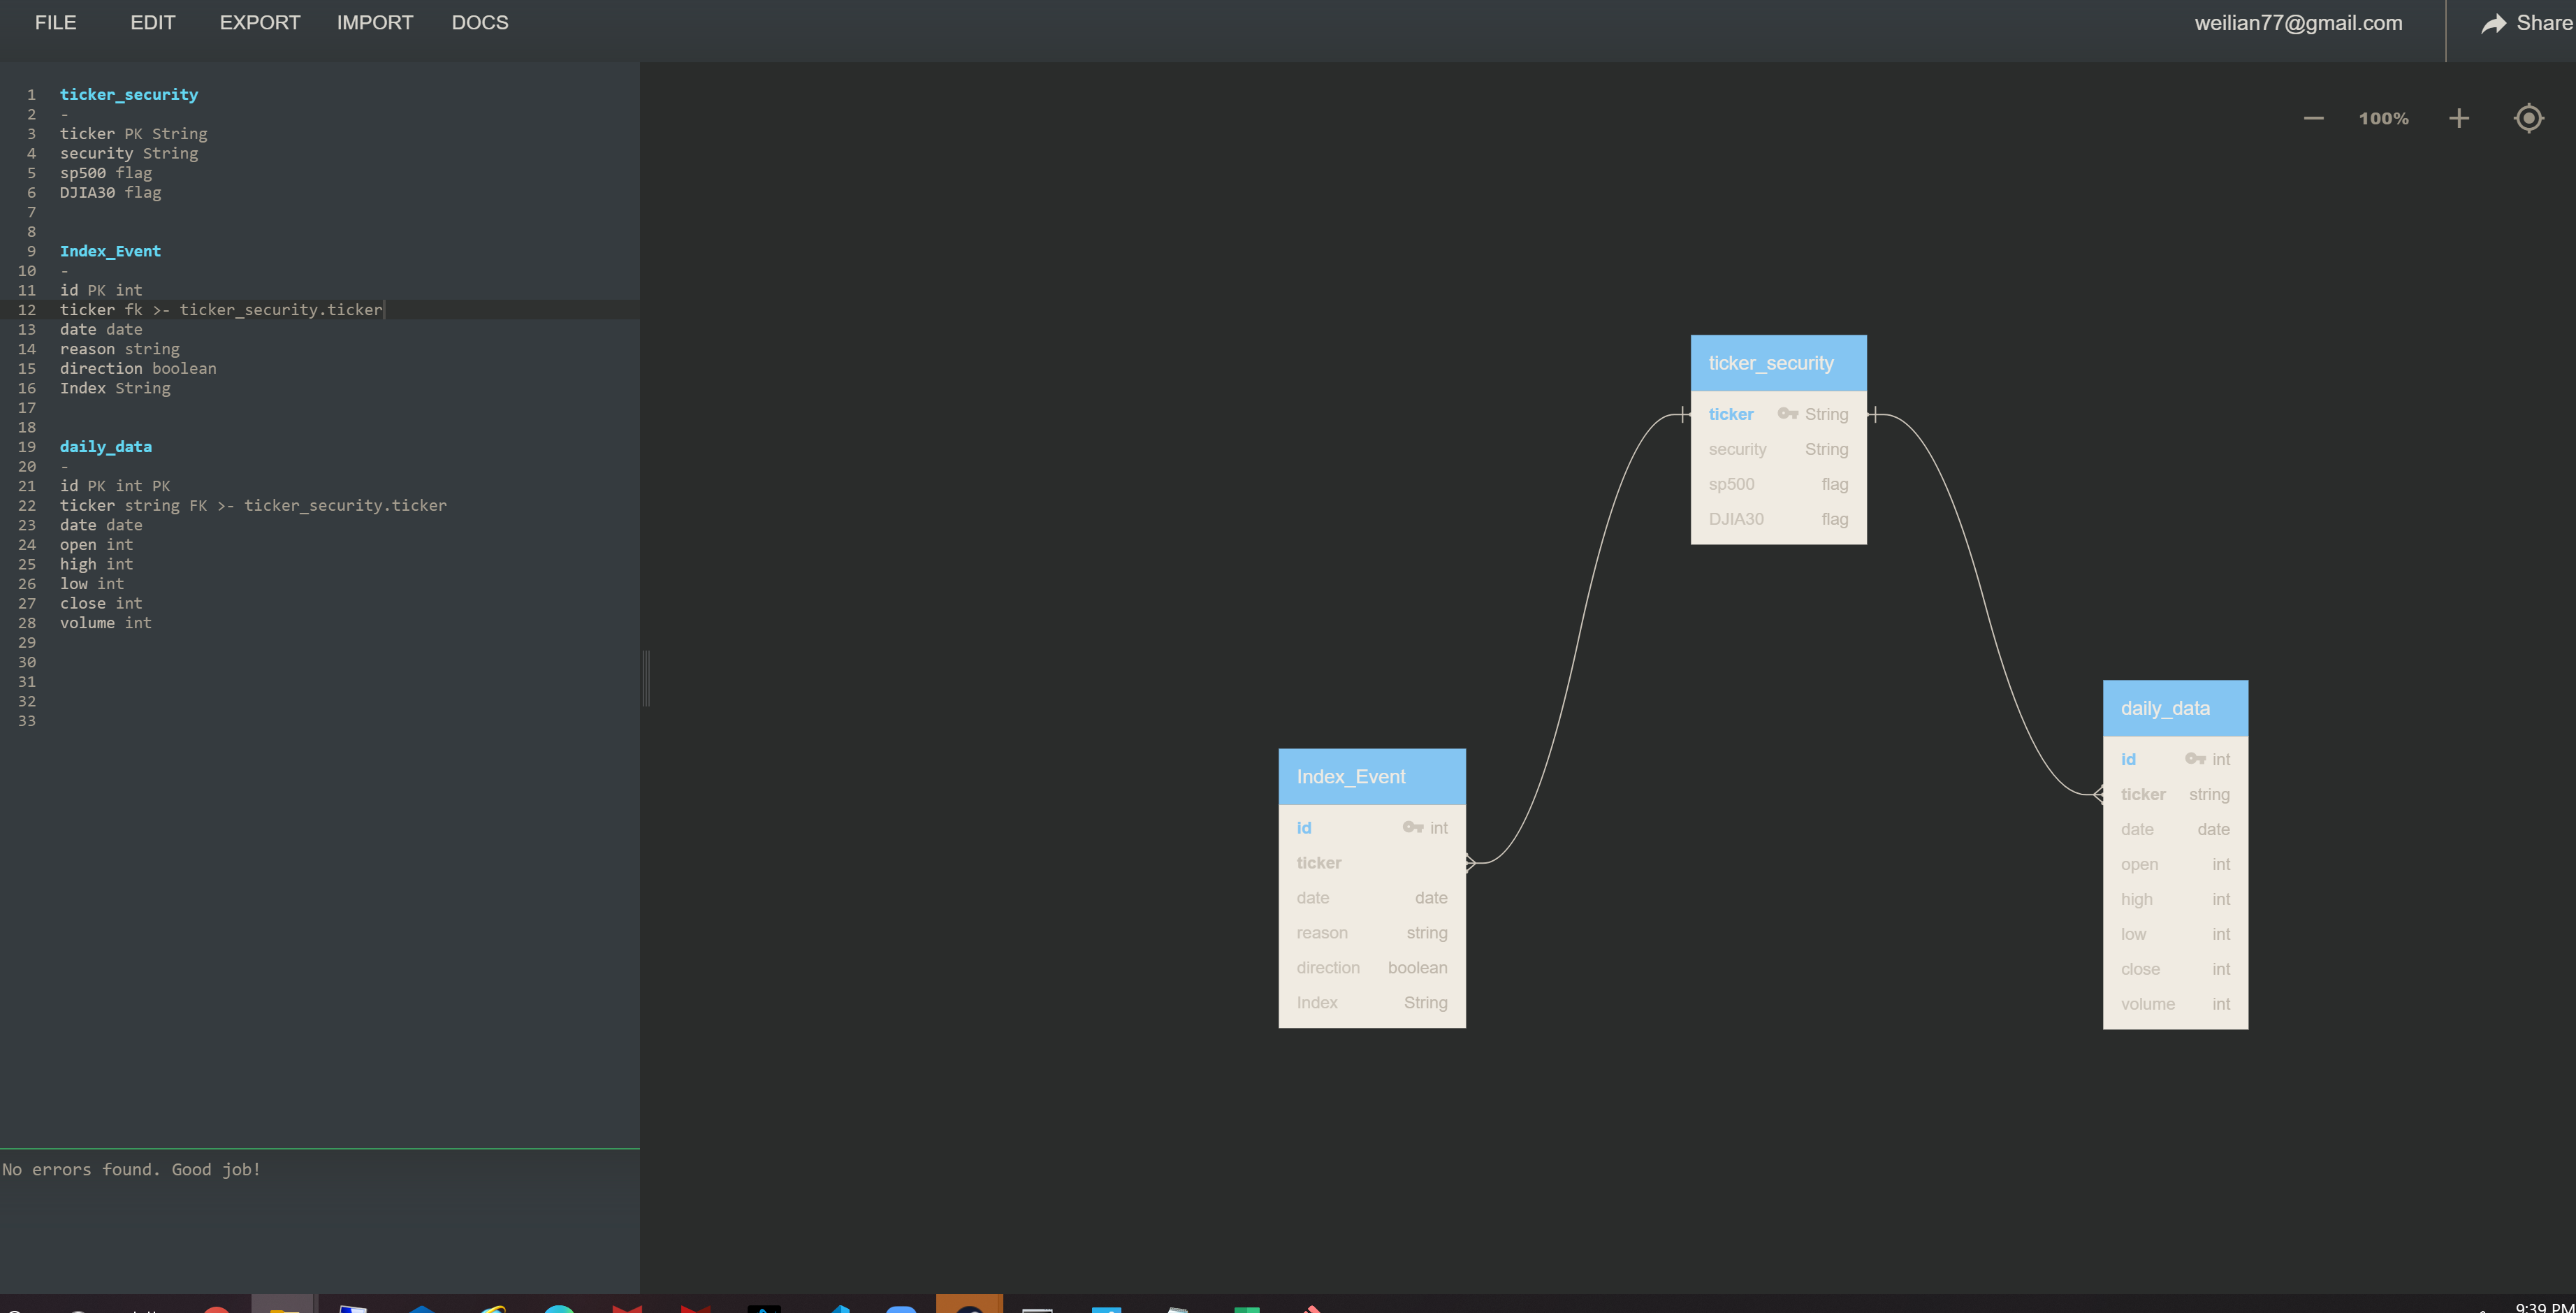 FILE EDIT EXPORT IMPORT DOCS weilian77@gmail.com Share
1 ticker_security
2 -
3 ticker PK String
4 security String
5 sp500 flag
6 DJIA30 flag
7
8
9 Index_Event
10 -
11 id PK int
12 ticker fk >- ticker_security.ticker
13 date date
14 reason string
15 direction boolean
16 Index String
17
18
19 daily_data
20 -
21 id PK int PK
22 ticker string FK >- ticker_security.ticker
23 date date
24 open int
25 high int
26 low int
27 close int
28 volume int
29
30
31
32
33
No errors found. Good job!
100%
ticker_security
ticker String
security String
sp500 flag
DJIA30 flag
Index_Event
id int
ticker
date date
reason string
direction boolean
Index String
daily_data
id int
ticker string
date date
open int
high int
low int
close int
volume int
9:39 PM